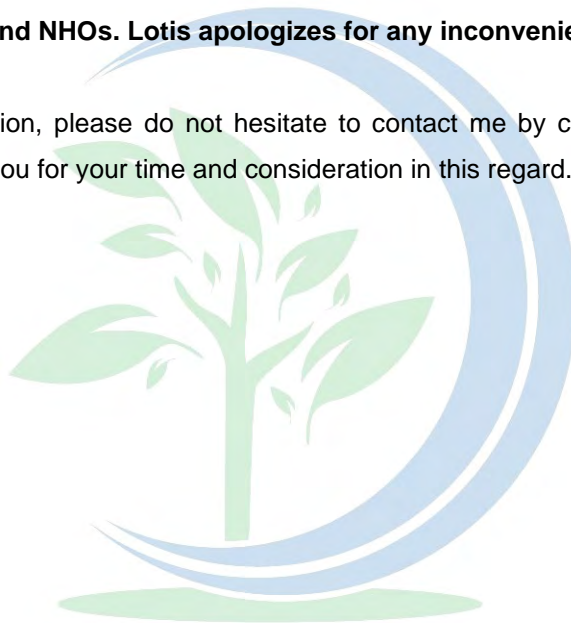 nd NHOs. Lotis apologizes for any inconvenie
ion, please do not hesitate to contact me by c
ou for your time and consideration in this regard.